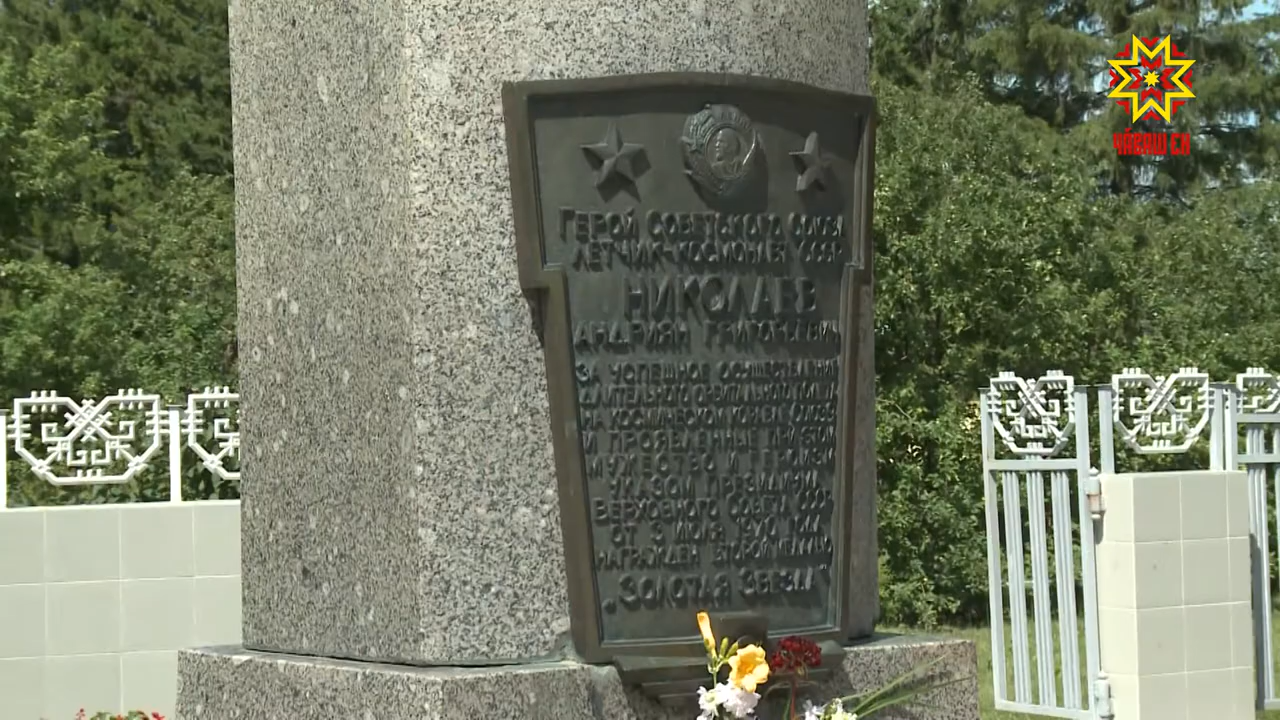 ГЕРОЙ СОВЕТСКОГО СОЮЗА
ЛЕТЧИК-КОСМОНАВТ СССР
НИКОЛАЕВ
АНДРИЯН ГРИГОРЬЕВИЧ
ЗА УСПЕШНОЕ ОСУЩЕСТВЛЕНИЕ
ДЛИТЕЛЬНОГО ОРБИТАЛЬНОГО ПОЛЕТА
НА КОСМИЧЕСКОМ КОРАБЛЕ „СОЮЗ-9"
И ПРОЯВЛЕННЫЕ ПРИ ЭТОМ
МУЖЕСТВО И ГЕРОИЗМ
УКАЗОМ ПРЕЗИДИУМА
ВЕРХОВНОГО СОВЕТА СССР
ОТ 3 ИЮЛЯ 1970 ГОДА
НАГРАЖДЕН ВТОРОЙ МЕДАЛЬЮ
„ЗОЛОТАЯ ЗВЕЗДА"
ЧӐВАШ ЕН